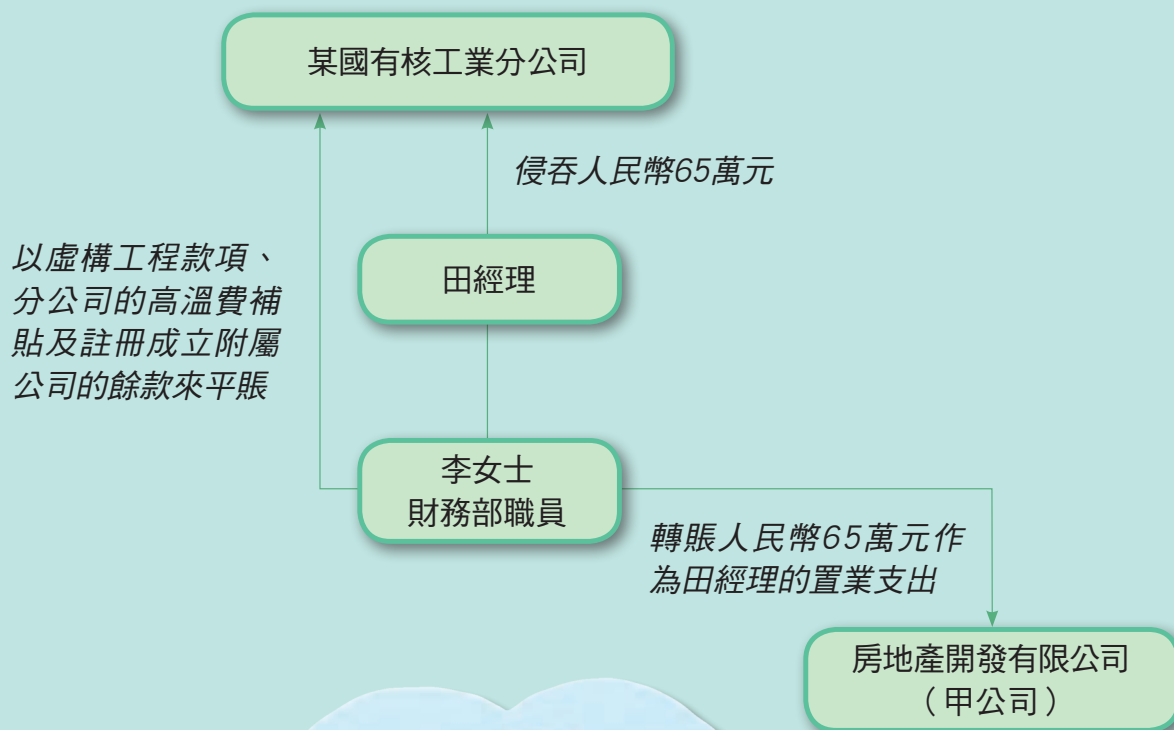 某國有核工業分公司
侵吞人民幣65萬元
以虛構工程款項、
分公司的高溫費補
貼及註冊成立附屬
公司的餘款來平賬
田經理
李女士
財務部職員
轉賬人民幣65萬元作
為田經理的置業支出
房地產開發有限公司
（甲公司）